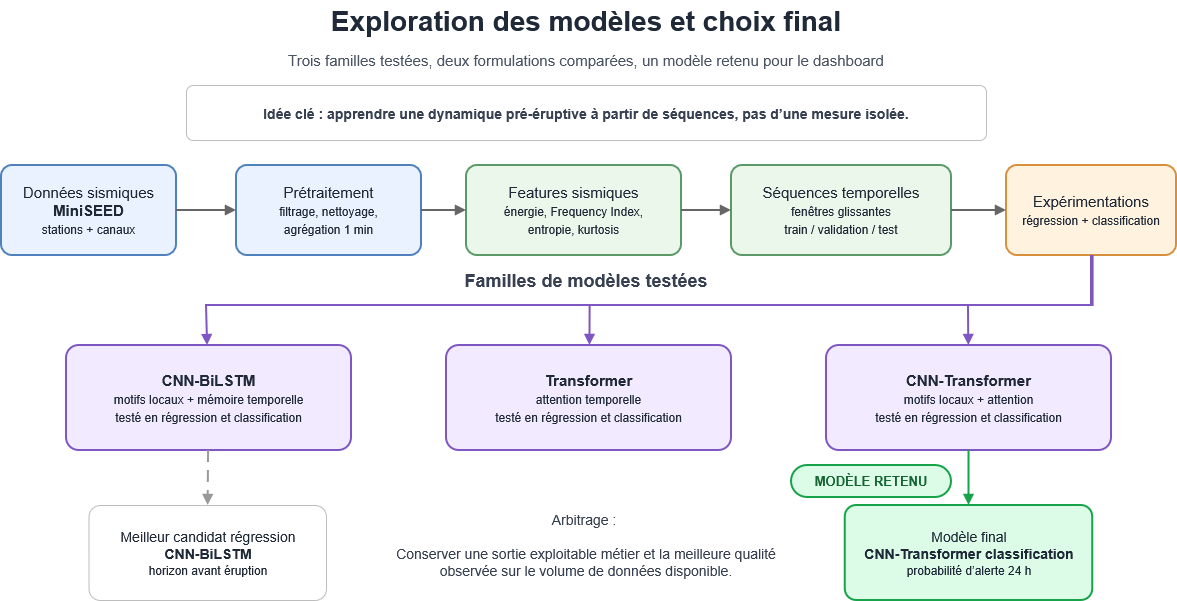 Exploration des modèles et choix final
Trois familles testées, deux formulations comparées, un modèle retenu pour le dashboard
Idée clé : apprendre une dynamique pré-éruptive à partir de séquences, pas d’une mesure isolée.
Données sismiques
MiniSEED
stations + canaux
Prétraitement
filtrage, nettoyage,
agrégation 1 min
Features sismiques
énergie, Frequency Index,
entropie, kurtosis
Séquences temporelles
fenêtres glissantes
train / validation / test
Expérimentations
régression + classification
Familles de modèles testées
CNN-BiLSTM
motifs locaux + mémoire temporelle
testé en régression et classification
Transformer
attention temporelle
testé en régression et classification
CNN-Transformer
motifs locaux + attention
testé en régression et classification
MODÈLE RETENU
Meilleur candidat régression
CNN-BiLSTM
horizon avant éruption
Arbitrage :
Conserver une sortie exploitable métier et la meilleure qualité
observée sur le volume de données disponible.
Modèle final
CNN-Transformer classification
probabilité d’alerte 24 h